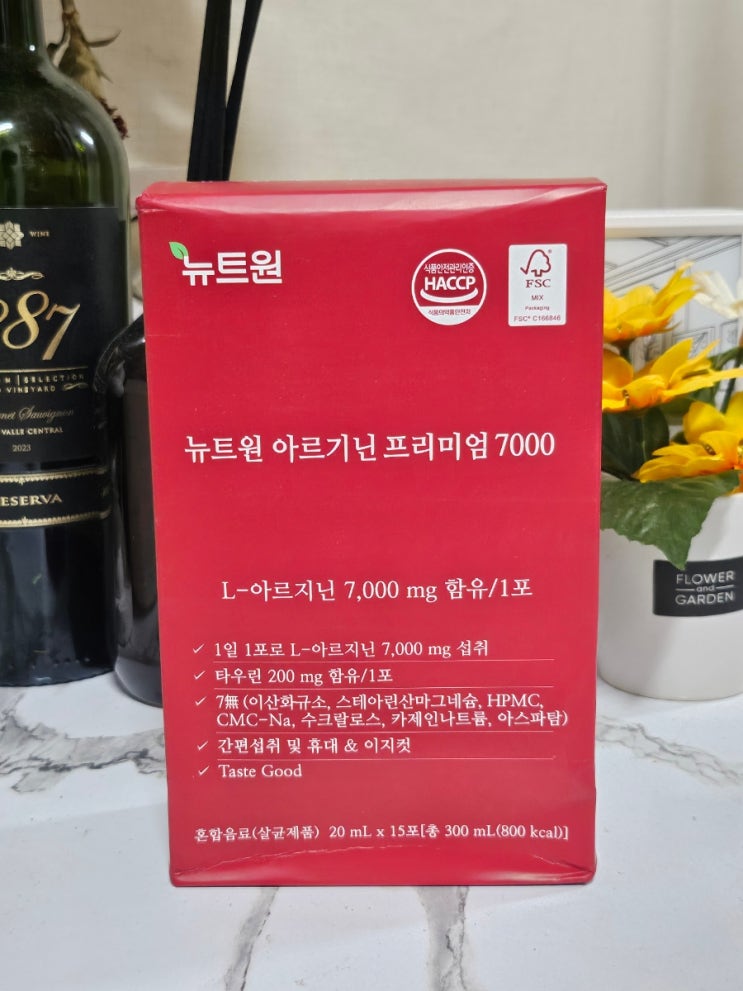 WINE
887
SELECTION
VINEYARD
Sauvignon
VALLE CENTRAL
2023
ESERVA
뉴트원
식품안전관리인증
HACCP
식품의약품안전처
FSC
MIX
Packaging
FSC® C166846
뉴트원 아르기닌 프리미엄 7000
L-아르지닌 7,000 mg 함유/1포
✓ 1일 1포로 L-아르지닌 7,000 mg 섭취
✓ 타우린 200 mg 함유/1포
✓ 7無 (이산화규소, 스테아린산마그네슘, HPMC,
CMC-Na, 수크랄로스, 카제인나트륨, 아스파탐)
✓ 간편섭취 및 휴대 & 이지컷
✓ Taste Good
혼합음료(살균제품) 20 mL x 15포[총 300 mL(800 kcal)]
FLOWER
and
GARDEN